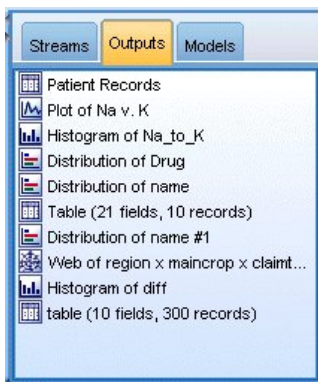 Streams Outputs Models
Patient Records
Plot of Na v. K
Histogram of Na_to_K
Distribution of Drug
Distribution of name
Table (21 fields, 10 records)
Distribution of name #1
Web of region x maincrop x claimt...
Histogram of diff
table (10 fields, 300 records)